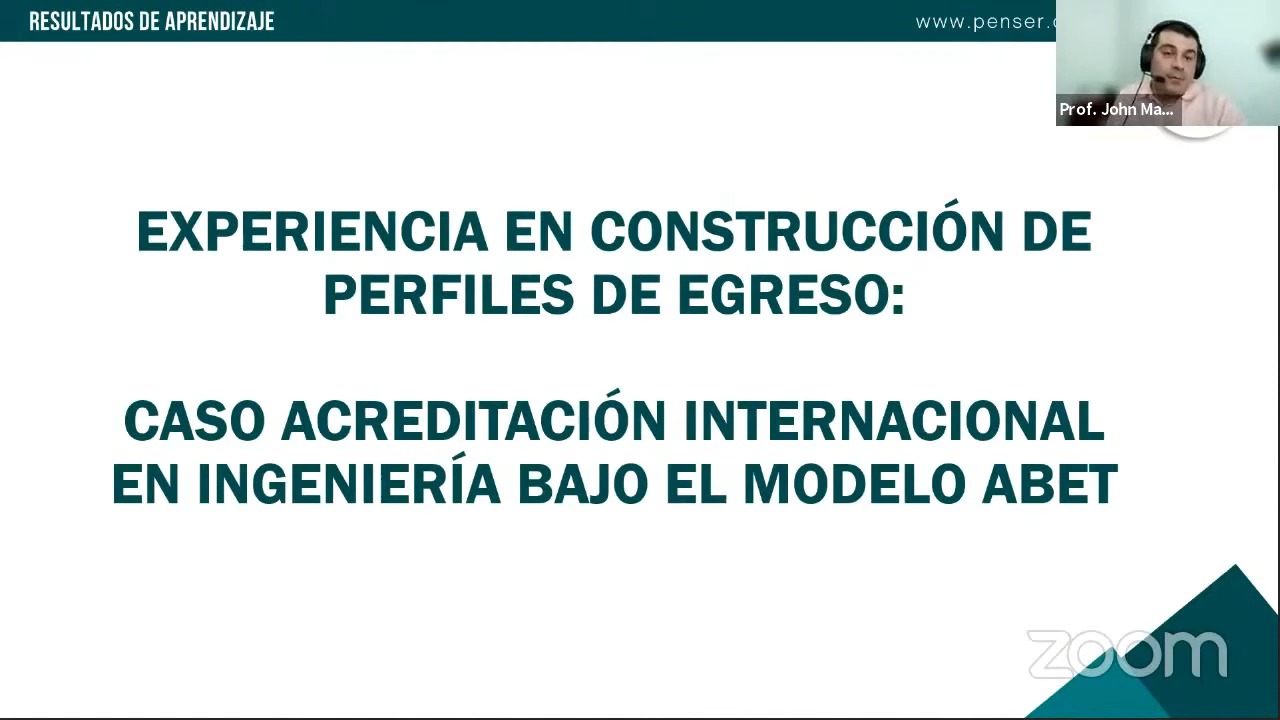 RESULTADOS DE APRENDIZAJE
www.penser.
Prof. John Ma...
EXPERIENCIA EN CONSTRUCCIÓN DE
PERFILES DE EGRESO:
CASO ACREDITACIÓN INTERNACIONAL
EN INGENIERÍA BAJO EL MODELO ABET
zoom